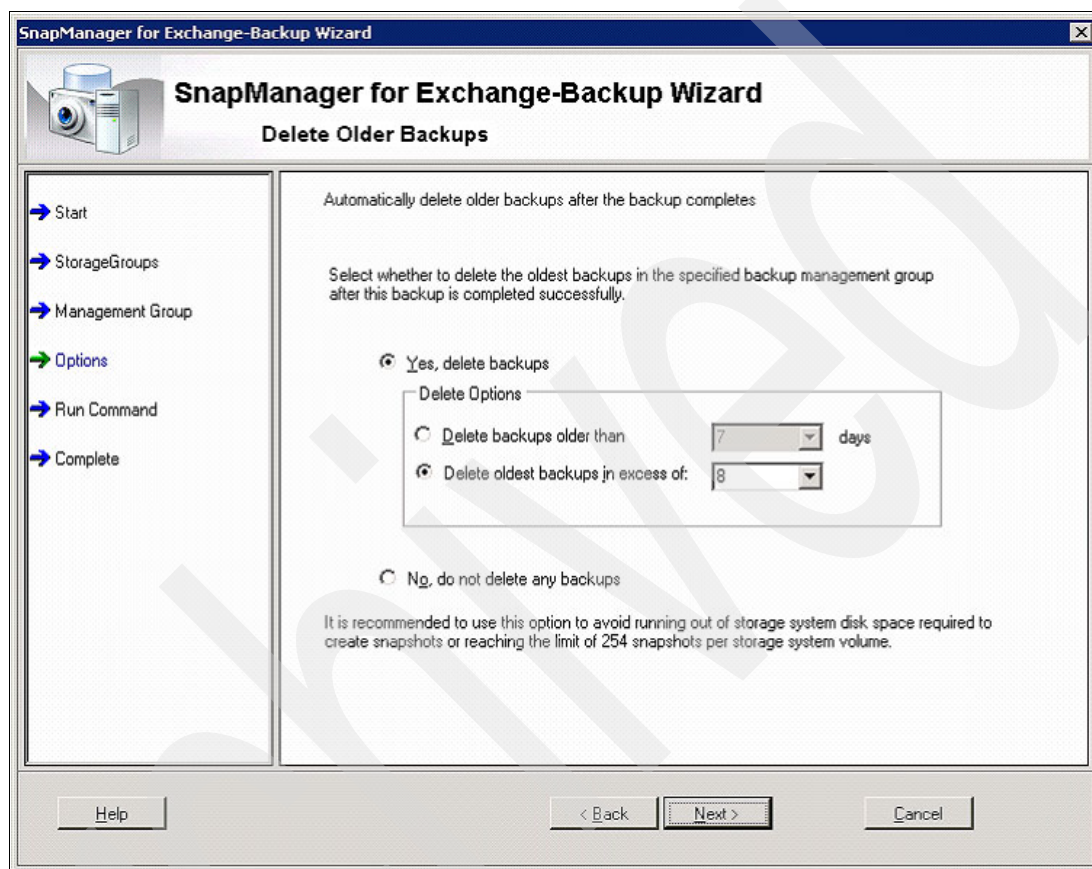 SnapManager for Exchange-Backup Wizard
SnapManager for Exchange-Backup Wizard
Delete Older Backups
Start
StorageGroups
Management Group
Options
Run Command
Complete
Automatically delete older backups after the backup completes
Select whether to delete the oldest backups in the specified backup management group
after this backup is completed successfully.
Yes, delete backups
Delete Options
Delete backups older than 7 days
Delete oldest backups in excess of: 8
No, do not delete any backups
It is recommended to use this option to avoid running out of storage system disk space required to
create snapshots or reaching the limit of 254 snapshots per storage system volume.
Help < Back Next > Cancel